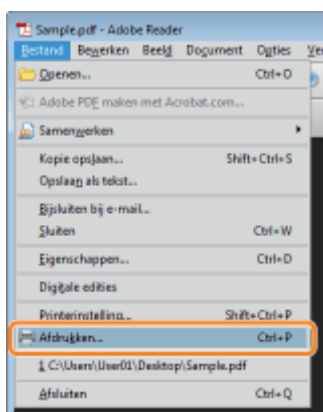 Sample.pdf - Adobe Reader
Bestand Bewerken Beeld Document Opties Ver
Openen... Ctrl+O
Adobe PDF maken met Acrobat.com...
Samenwerken
Kopie opslaan... Shift+Ctrl+S
Opslaan als tekst...
Bijsluiten bij e-mail...
Sluiten Ctrl+W
Eigenschappen... Ctrl+D
Digitale edities
Printerinstelling... Shift+Ctrl+P
Afdrukken... Ctrl+P
1 C:\Users\User01\Desktop\Sample.pdf
Afsluiten Ctrl+Q